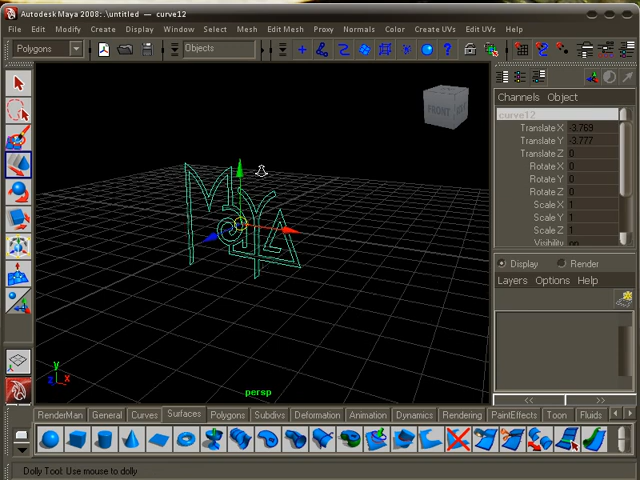 Autodesk Maya 2008: .\untitled --- curve12
File Edit Modify Create Display Window Select Mesh Edit Mesh Proxy Normals Color Create UVs Edit UVs Help
Polygons Objects
FRONT
Channels Object
curve12
Translate X -3.769
Translate Y -3.777
Translate Z 0
Rotate X 0
Rotate Y 0
Rotate Z 0
Scale X 1
Scale Y 1
Scale Z 1
Visibility on
MAYA
Display Render
Layers Options Help
<< >>
y
z x
persp
RenderMan General Curves Surfaces Polygons Subdivs Deformation Animation Dynamics Rendering PaintEffects Toon Fluids
Dolly Tool: Use mouse to dolly